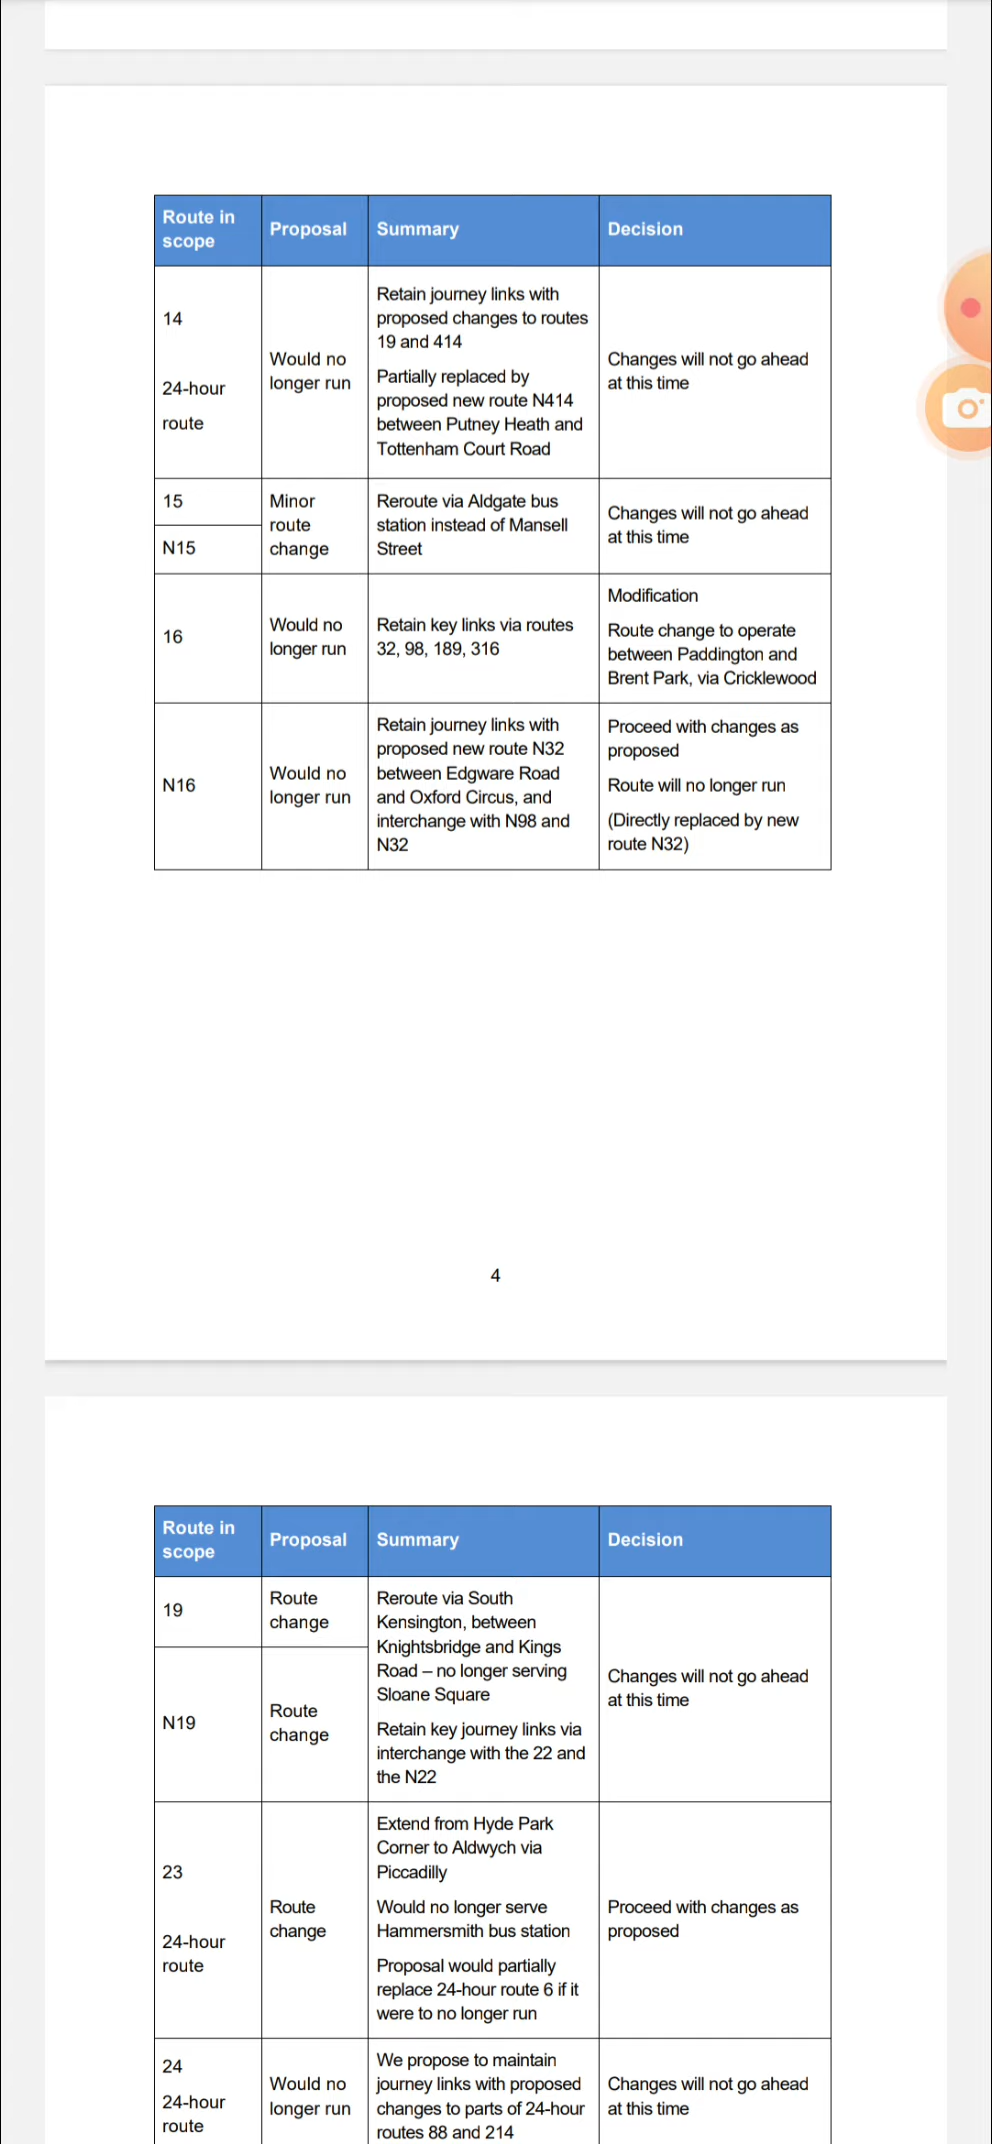 Route in
scope
Proposal
Summary
Decision
14
24-hour
route
Would no
longer run
Retain journey links with
proposed changes to routes
19 and 414
Partially replaced by
proposed new route N414
between Putney Heath and
Tottenham Court Road
Changes will not go ahead
at this time
15
N15
Minor
route
change
Reroute via Aldgate bus
station instead of Mansell
Street
Changes will not go ahead
at this time
16
Would no
longer run
Retain key links via routes
32, 98, 189, 316
Modification
Route change to operate
between Paddington and
Brent Park, via Cricklewood
N16
Would no
longer run
Retain journey links with
proposed new route N32
between Edgware Road
and Oxford Circus, and
interchange with N98 and
N32
Proceed with changes as
proposed
Route will no longer run
(Directly replaced by new
route N32)
4
Route in
scope
Proposal
Summary
Decision
19
Route
change
N19
Route
change
Reroute via South
Kensington, between
Knightsbridge and Kings
Road – no longer serving
Sloane Square
Retain key journey links via
interchange with the 22 and
the N22
Changes will not go ahead
at this time
23
24-hour
route
Route
change
Extend from Hyde Park
Corner to Aldwych via
Piccadilly
Would no longer serve
Hammersmith bus station
Proposal would partially
replace 24-hour route 6 if it
were to no longer run
Proceed with changes as
proposed
24
24-hour
route
Would no
longer run
We propose to maintain
journey links with proposed
changes to parts of 24-hour
routes 88 and 214
Changes will not go ahead
at this time